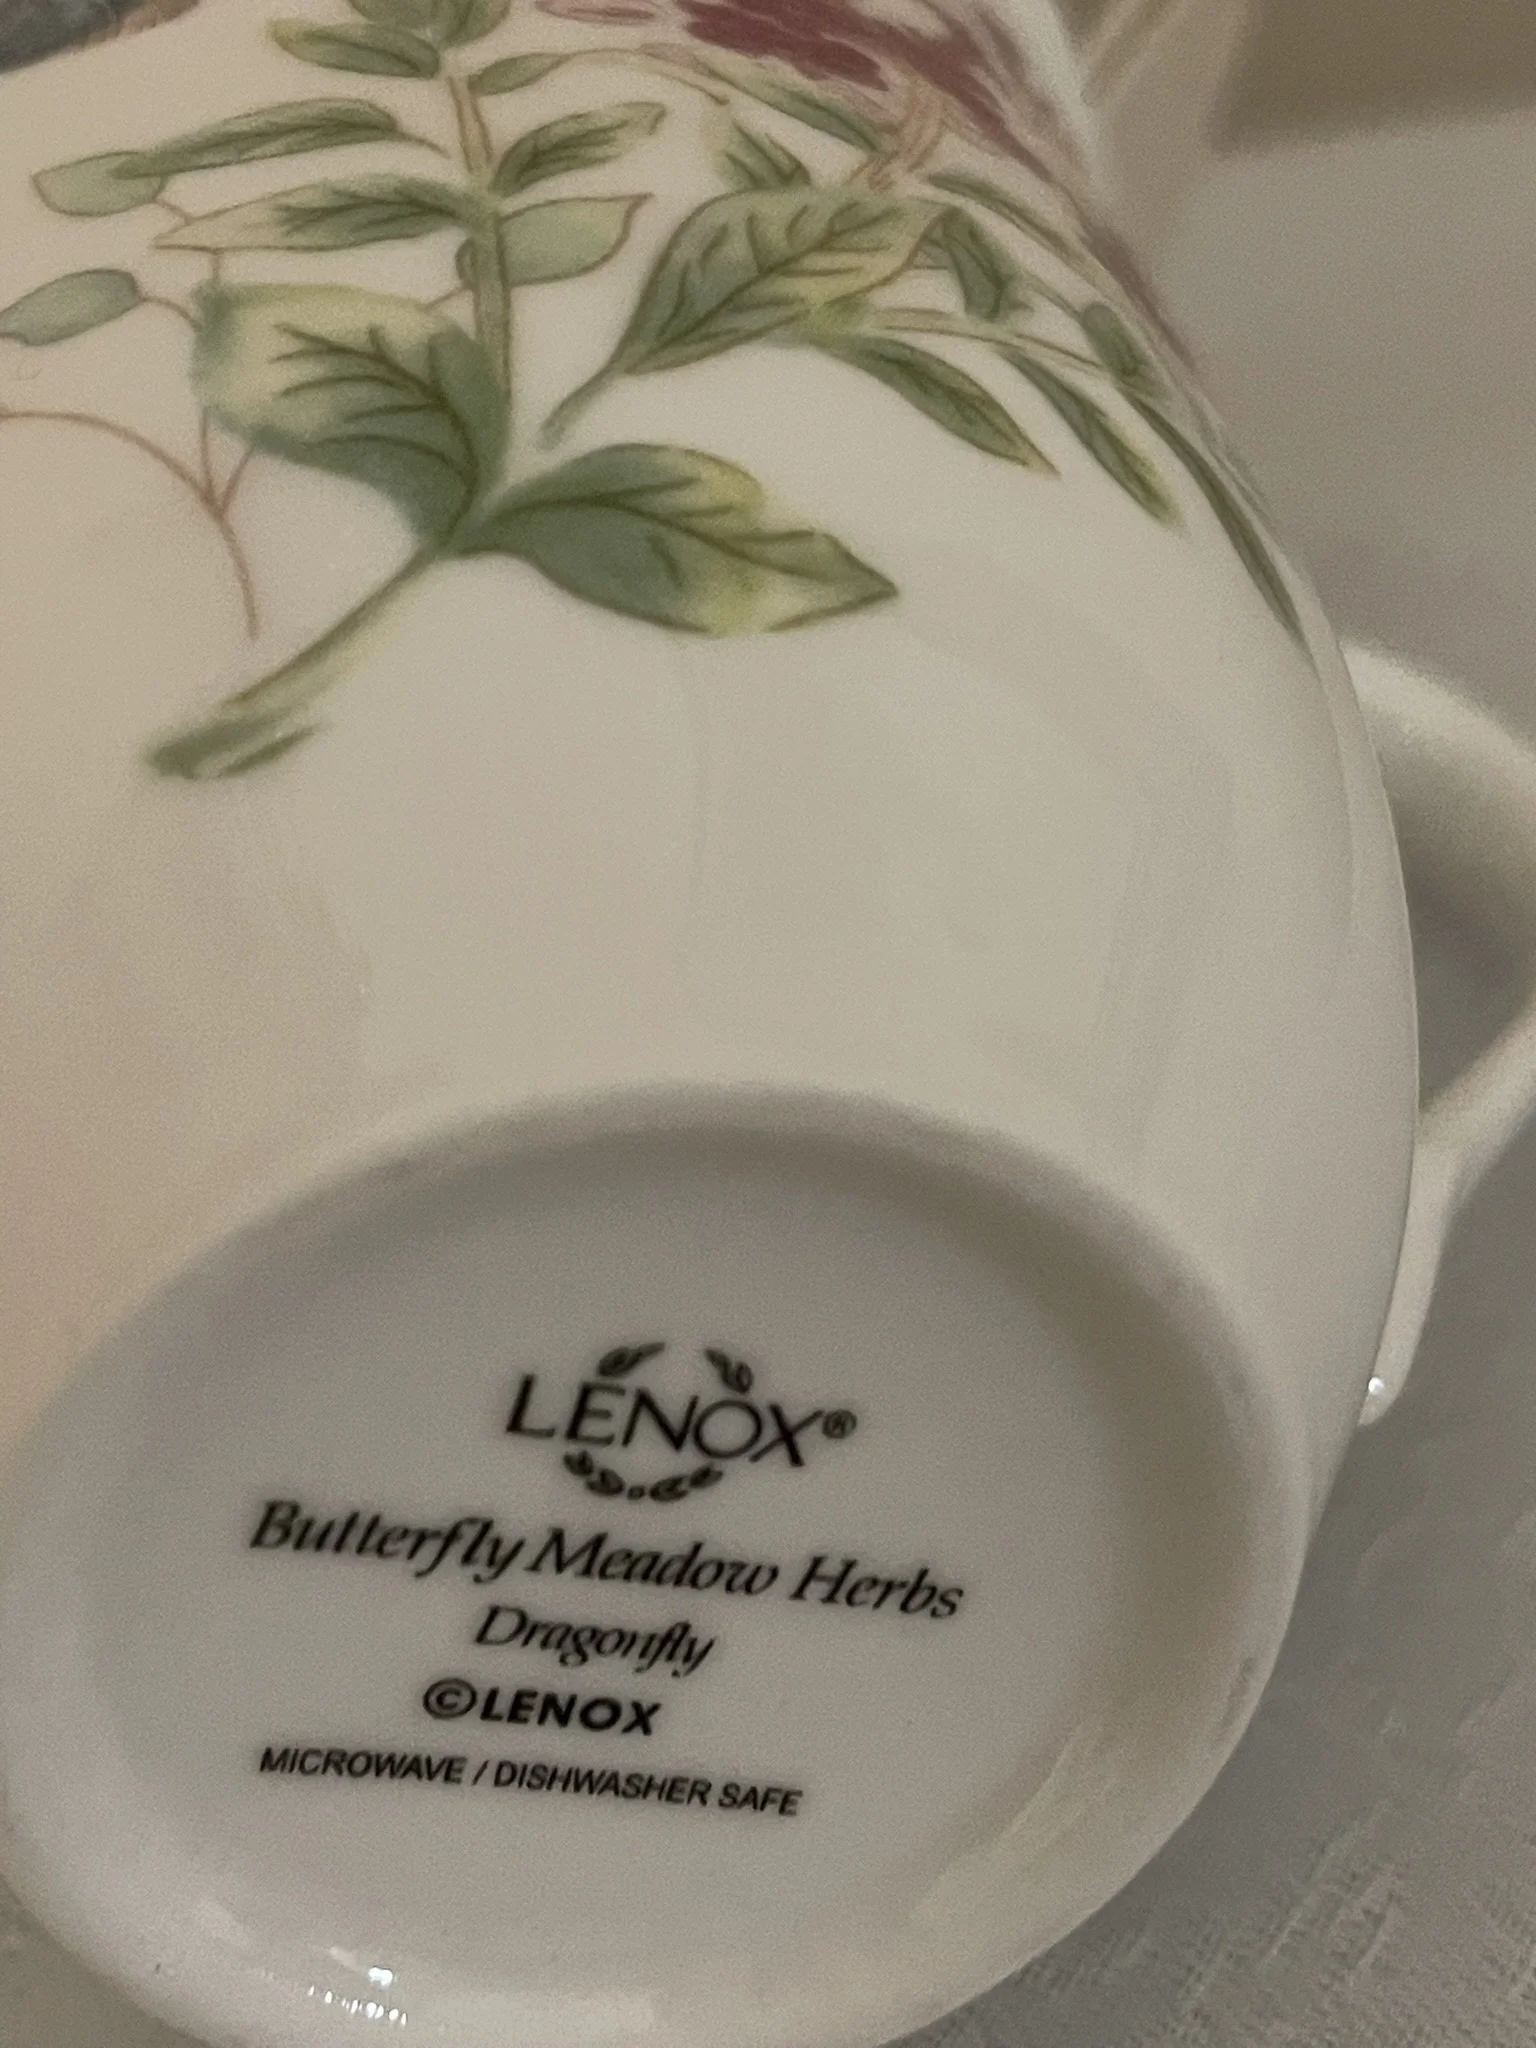 LENOX®
Butterfly Meadow Herbs
Dragonfly
©LENOX
MICROWAVE / DISHWASHER SAFE